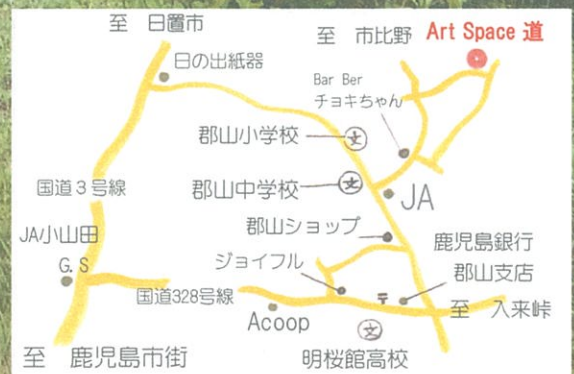 至 日置市
日の出紙器
至 市比野
Art Space 道
Bar Ber
チョキちゃん
郡山小学校
文
郡山中学校
文
JA
国道3号線
郡山ショップ
JA小山田
G.S
鹿児島銀行
郡山支店
ジョイフル
国道328号線
〒
至 入来峠
Acoop
文
明桜館高校
至 鹿児島市街